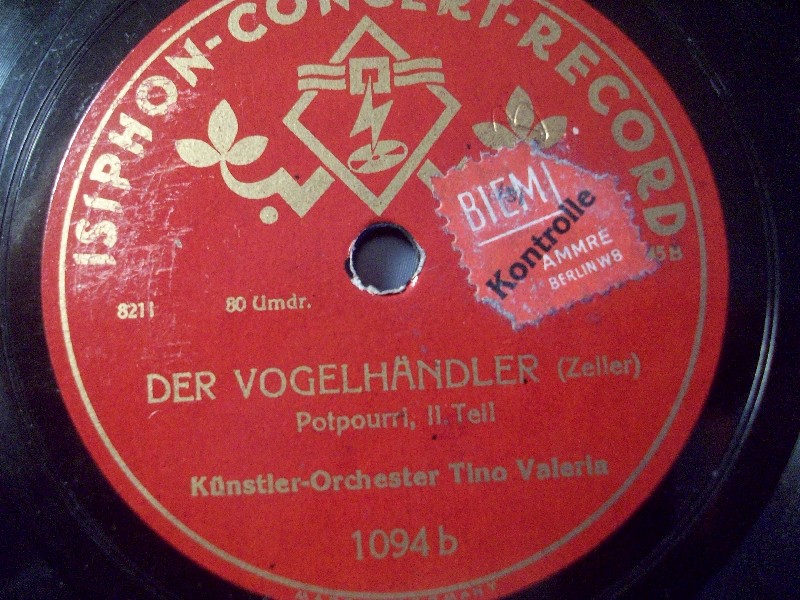 ISIPHON-CONCERT-RECORD
BIEM
Kontrolle
AMMRE
BERLIN W8
80 Umdr.
DER VOGELHÄNDLER (Zeller)
Potpourri, II. Teil
Künstler-Orchester Tino Valeria
1094 b